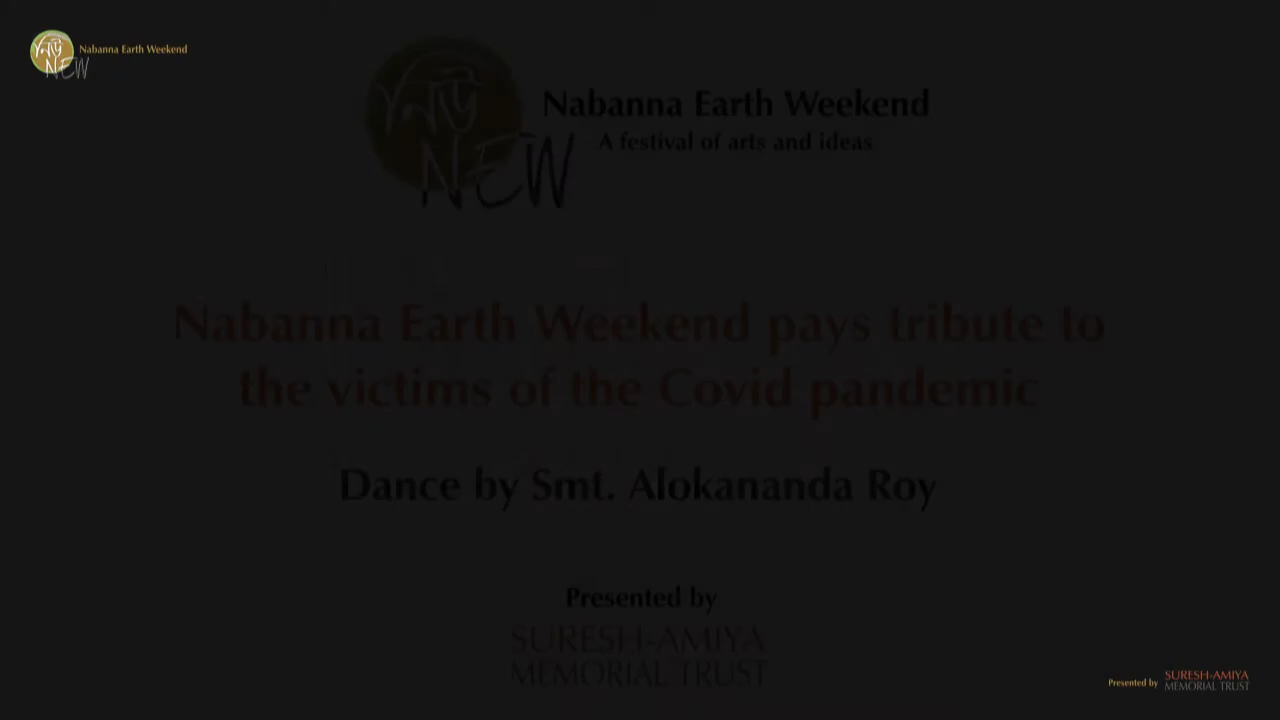 Nabanna Earth Weekend
NEW
Nabanna Earth Weekend
A festival of arts and ideas
NEW
Nabanna Earth Weekend pays tribute to
the victims of the Covid pandemic
Dance by Smt. Alokananda Roy
Presented by
SURESH-AMIYA
MEMORIAL TRUST
Presented by
SURESH-AMIYA
MEMORIAL TRUST